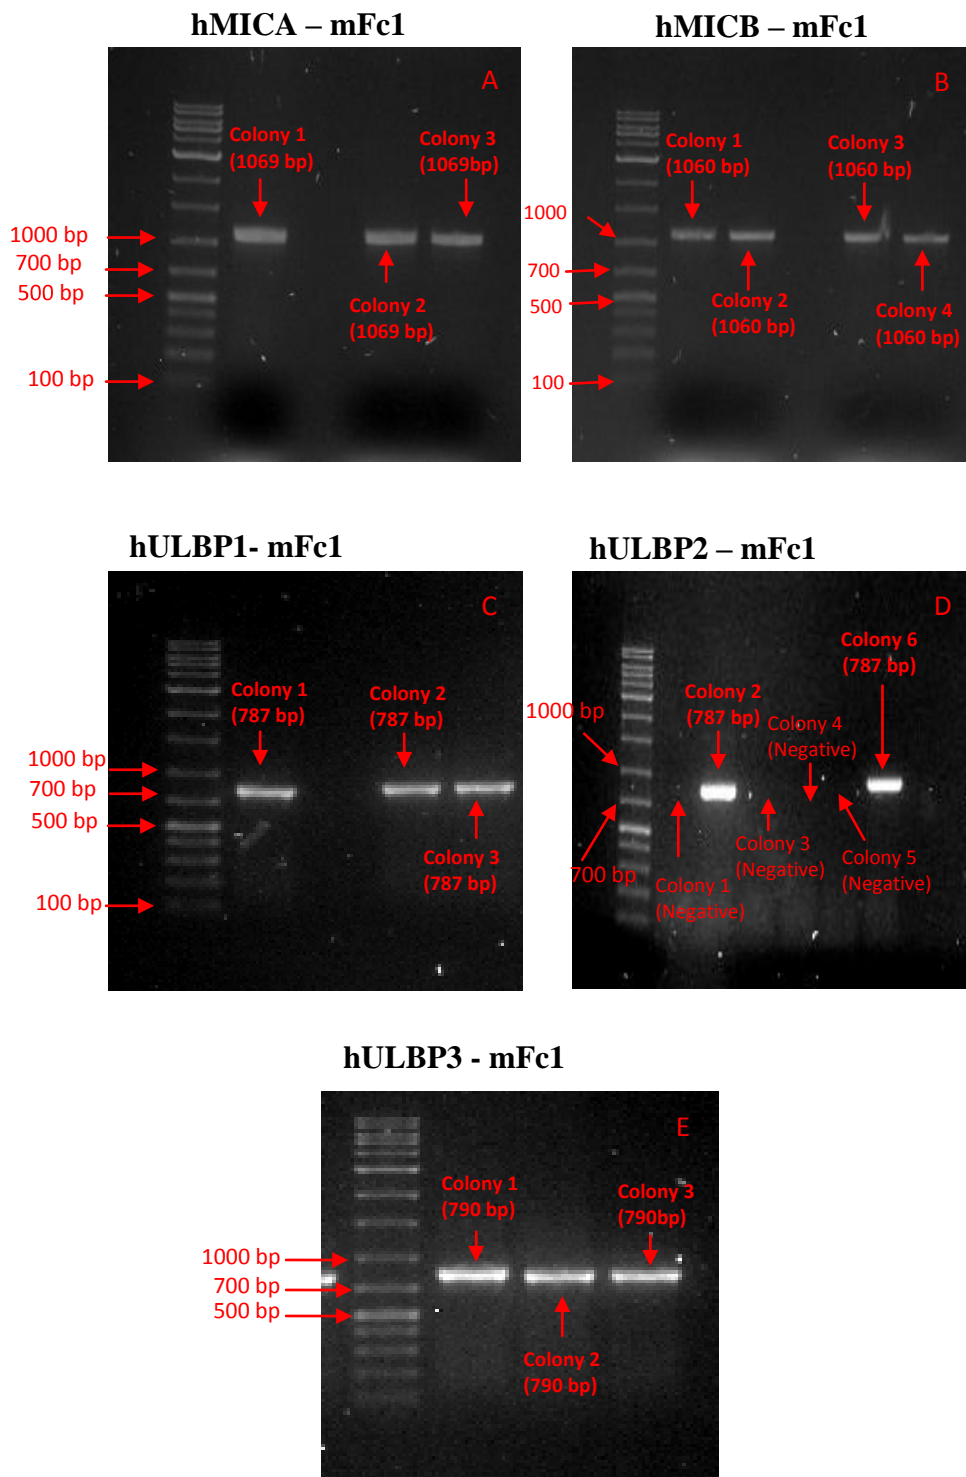 hMICA – mFc1
A
Colony 1
(1069 bp)
Colony 3
(1069bp)
1000 bp
700 bp
500 bp
Colony 2
(1069 bp)
100 bp
hMICB – mFc1
B
Colony 1
(1060 bp)
Colony 3
(1060 bp)
1000
700
500
Colony 2
(1060 bp)
Colony 4
(1060 bp)
100
hULBP1- mFc1
C
Colony 1
(787 bp)
Colony 2
(787 bp)
1000 bp
700 bp
500 bp
Colony 3
(787 bp)
100 bp
hULBP2 – mFc1
D
Colony 6
(787 bp)
Colony 2
(787 bp)
1000 bp
Colony 4
(Negative)
Colony 3
(Negative)
Colony 5
(Negative)
700 bp
Colony 1
(Negative)
hULBP3 - mFc1
E
Colony 1
(790 bp)
Colony 3
(790bp)
1000 bp
700 bp
500 bp
Colony 2
(790 bp)